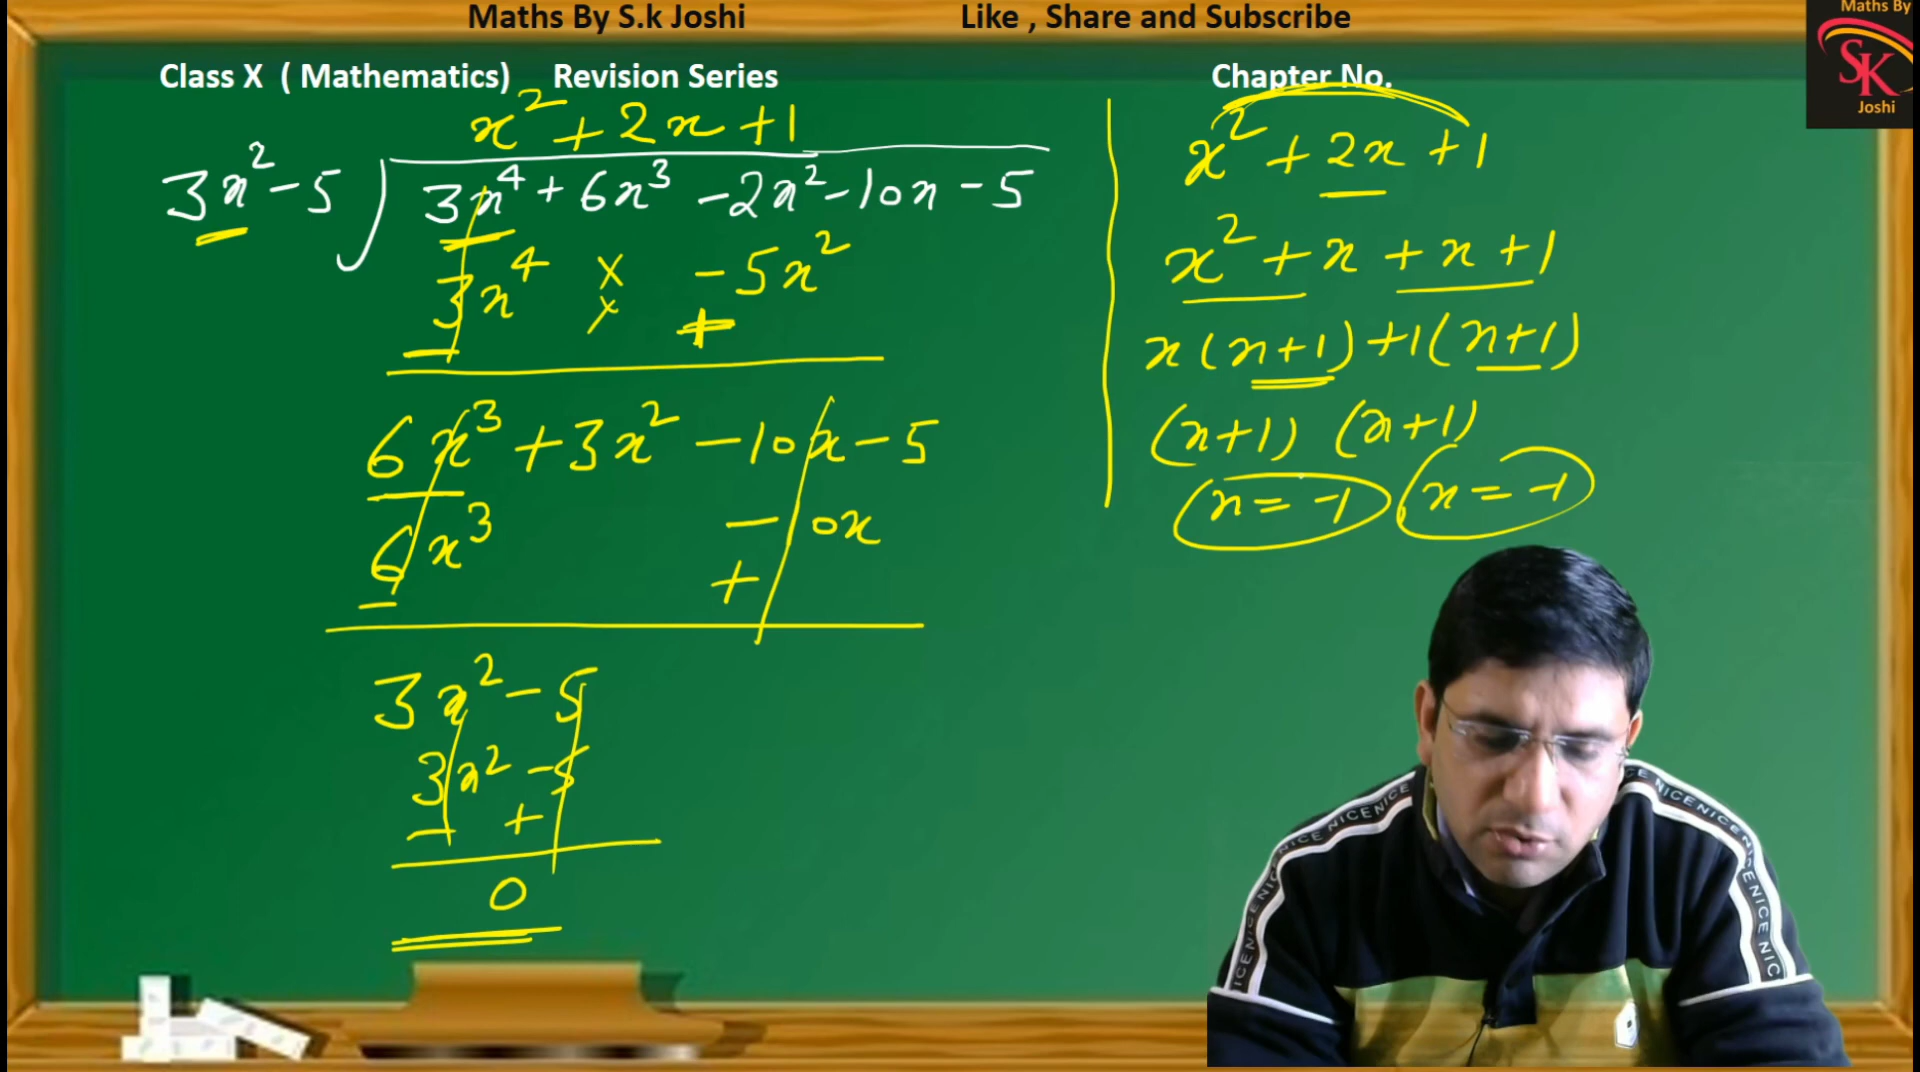 Maths By S.k Joshi Like , Share and Subscribe
Maths By
SK
Joshi
Class X ( Mathematics) Revision Series Chapter No.
x² + 2x + 1
3x² - 5 3x⁴ + 6x³ - 2x² - 10x - 5
3x⁴ x - 5x²
- x +
6x³ + 3x² - 10x - 5
6x³ - 10x
- +
3x² - 5
3x² - 5
- +
0
x² + 2x + 1
x² + x + x + 1
x (x+1) + 1 (x+1)
(x+1) (x+1)
x = -1 x = -1
NICENICENICENICE
NICENICENICENIC